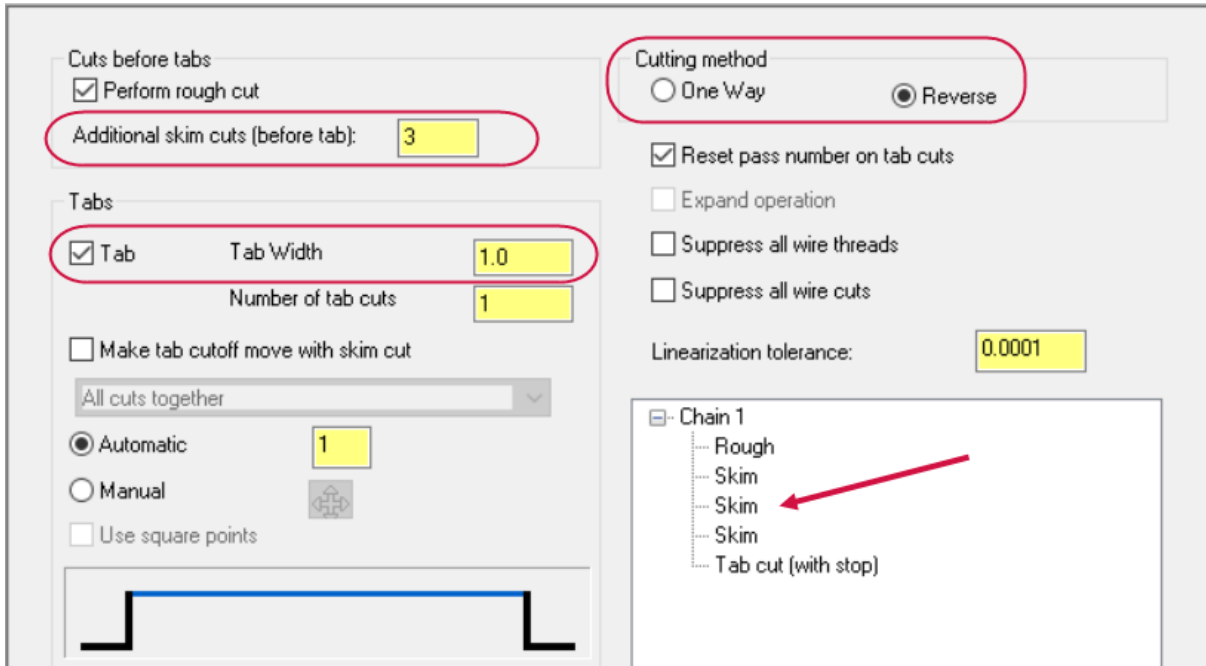 Cuts before tabs
Perform rough cut
Additional skim cuts (before tab): 3
Tabs
Tab Tab Width 1.0
Number of tab cuts 1
Make tab cutoff move with skim cut
All cuts together
Automatic 1
Manual
Use square points
Cutting method
One Way Reverse
Reset pass number on tab cuts
Expand operation
Suppress all wire threads
Suppress all wire cuts
Linearization tolerance: 0.0001
Chain 1
Rough
Skim
Skim
Skim
Tab cut (with stop)